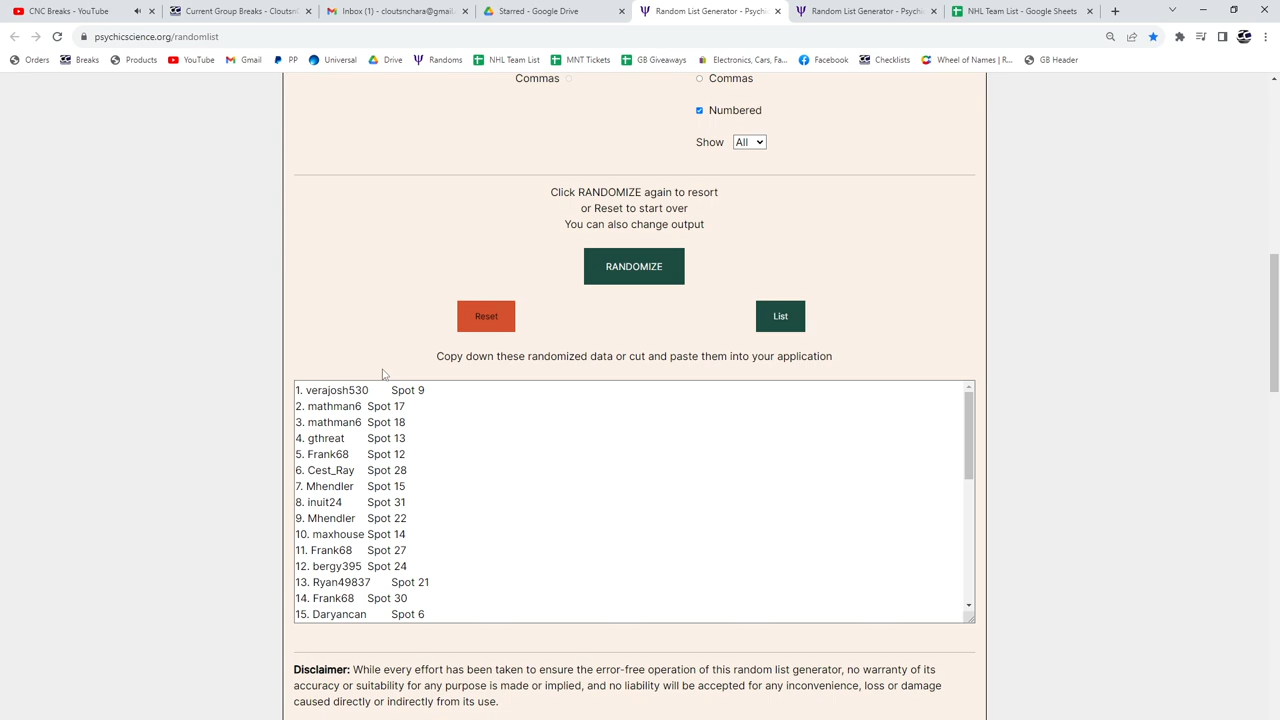 CNC Breaks - YouTube
Current Group Breaks - CloutsnC
Inbox (1) - cloutsnchara@gmail-
Starred - Google Drive
Random List Generator - Psychic
Random List Generator - Psychic
NHL Team List - Google Sheets
psychicscience.org/randomlist
Orders Breaks Products YouTube Gmail PP Universal Drive Randoms NHL Team List MNT Tickets GB Giveaways Electronics, Cars, Fa... Facebook Checklists Wheel of Names | R... GB Header
Commas Commas
Numbered
Show All
Click RANDOMIZE again to resort
or Reset to start over
You can also change output
RANDOMIZE
Reset List
Copy down these randomized data or cut and paste them into your application
1. verajosh530 Spot 9
2. mathman6 Spot 17
3. mathman6 Spot 18
4. gthreat Spot 13
5. Frank68 Spot 12
6. Cest_Ray Spot 28
7. Mhendler Spot 15
8. inuit24 Spot 31
9. Mhendler Spot 22
10. maxhouse Spot 14
11. Frank68 Spot 27
12. bergy395 Spot 24
13. Ryan49837 Spot 21
14. Frank68 Spot 30
15. Daryancan Spot 6
Disclaimer: While every effort has been taken to ensure the error-free operation of this random list generator, no warranty of its
accuracy or suitability for any purpose is made or implied, and no liability will be accepted for any inconvenience, loss or damage
caused directly or indirectly from its use.